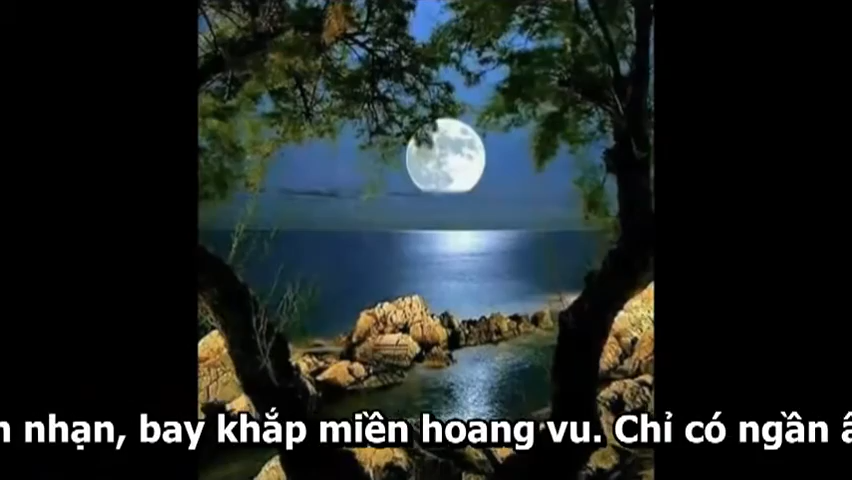 nhạn, bay khắp miền hoang vu. Chỉ có ngần